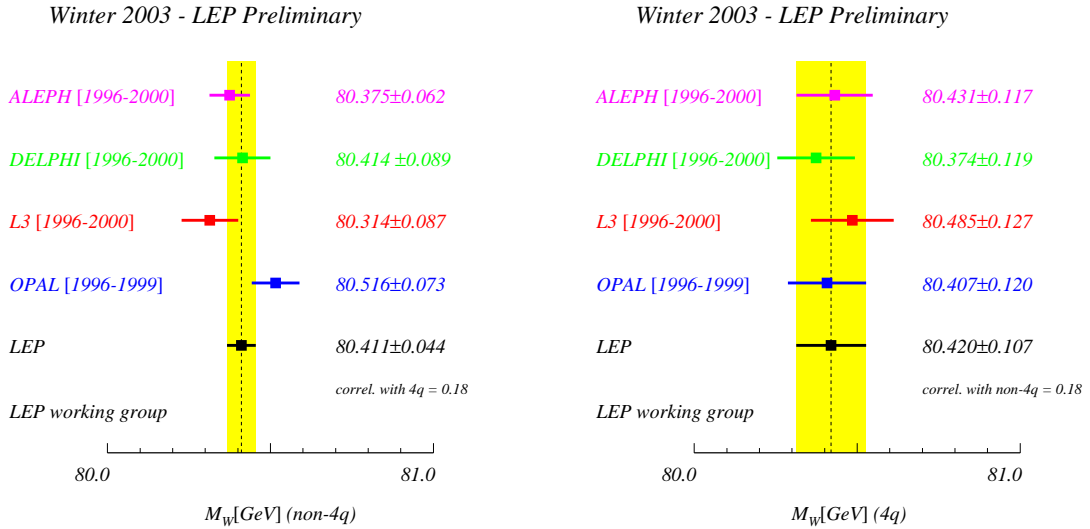 Winter 2003 - LEP Preliminary
ALEPH [1996-2000] 80.375±0.062
DELPHI [1996-2000] 80.414 ±0.089
L3 [1996-2000] 80.314±0.087
OPAL [1996-1999] 80.516±0.073
LEP 80.411±0.044
correl. with 4q = 0.18
LEP working group
80.0 81.0
M_W[GeV] (non-4q)
Winter 2003 - LEP Preliminary
ALEPH [1996-2000] 80.431±0.117
DELPHI [1996-2000] 80.374±0.119
L3 [1996-2000] 80.485±0.127
OPAL [1996-1999] 80.407±0.120
LEP 80.420±0.107
correl. with non-4q = 0.18
LEP working group
80.0 81.0
M_W[GeV] (4q)